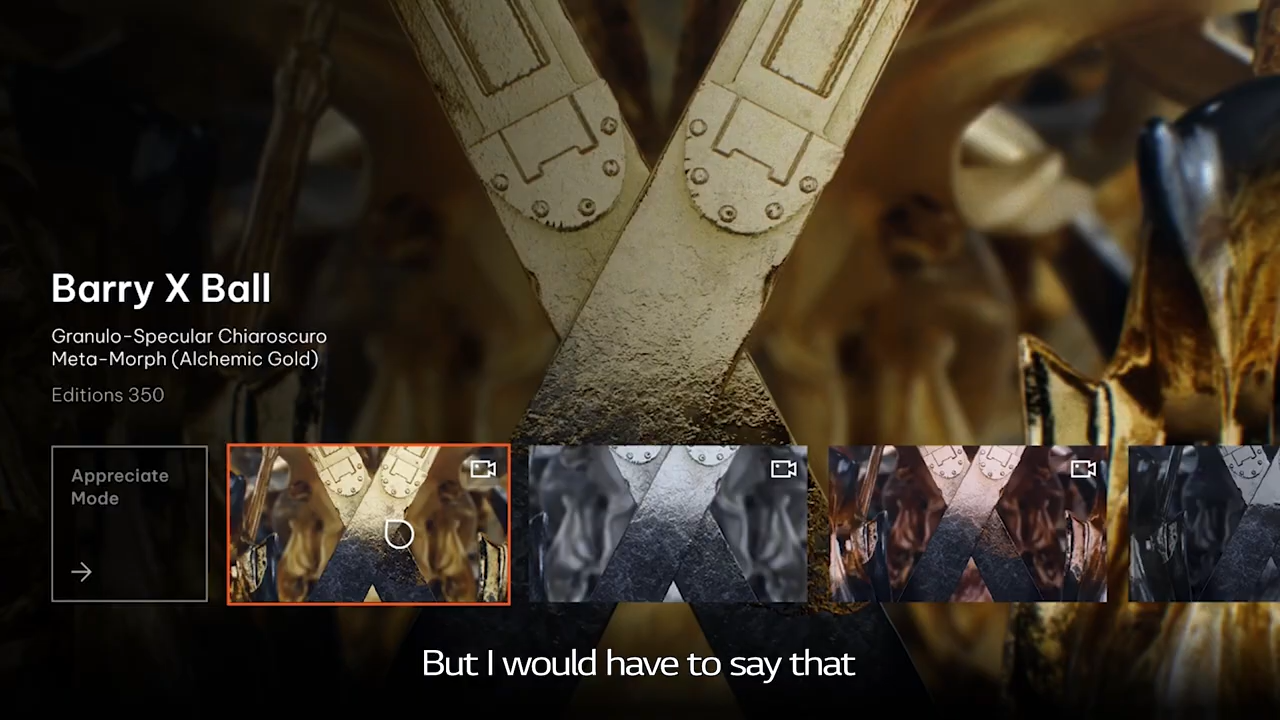 Barry X Ball
Granulo-Specular Chiaroscuro
Meta-Morph (Alchemic Gold)
Editions 350
Appreciate
Mode
But I would have to say that